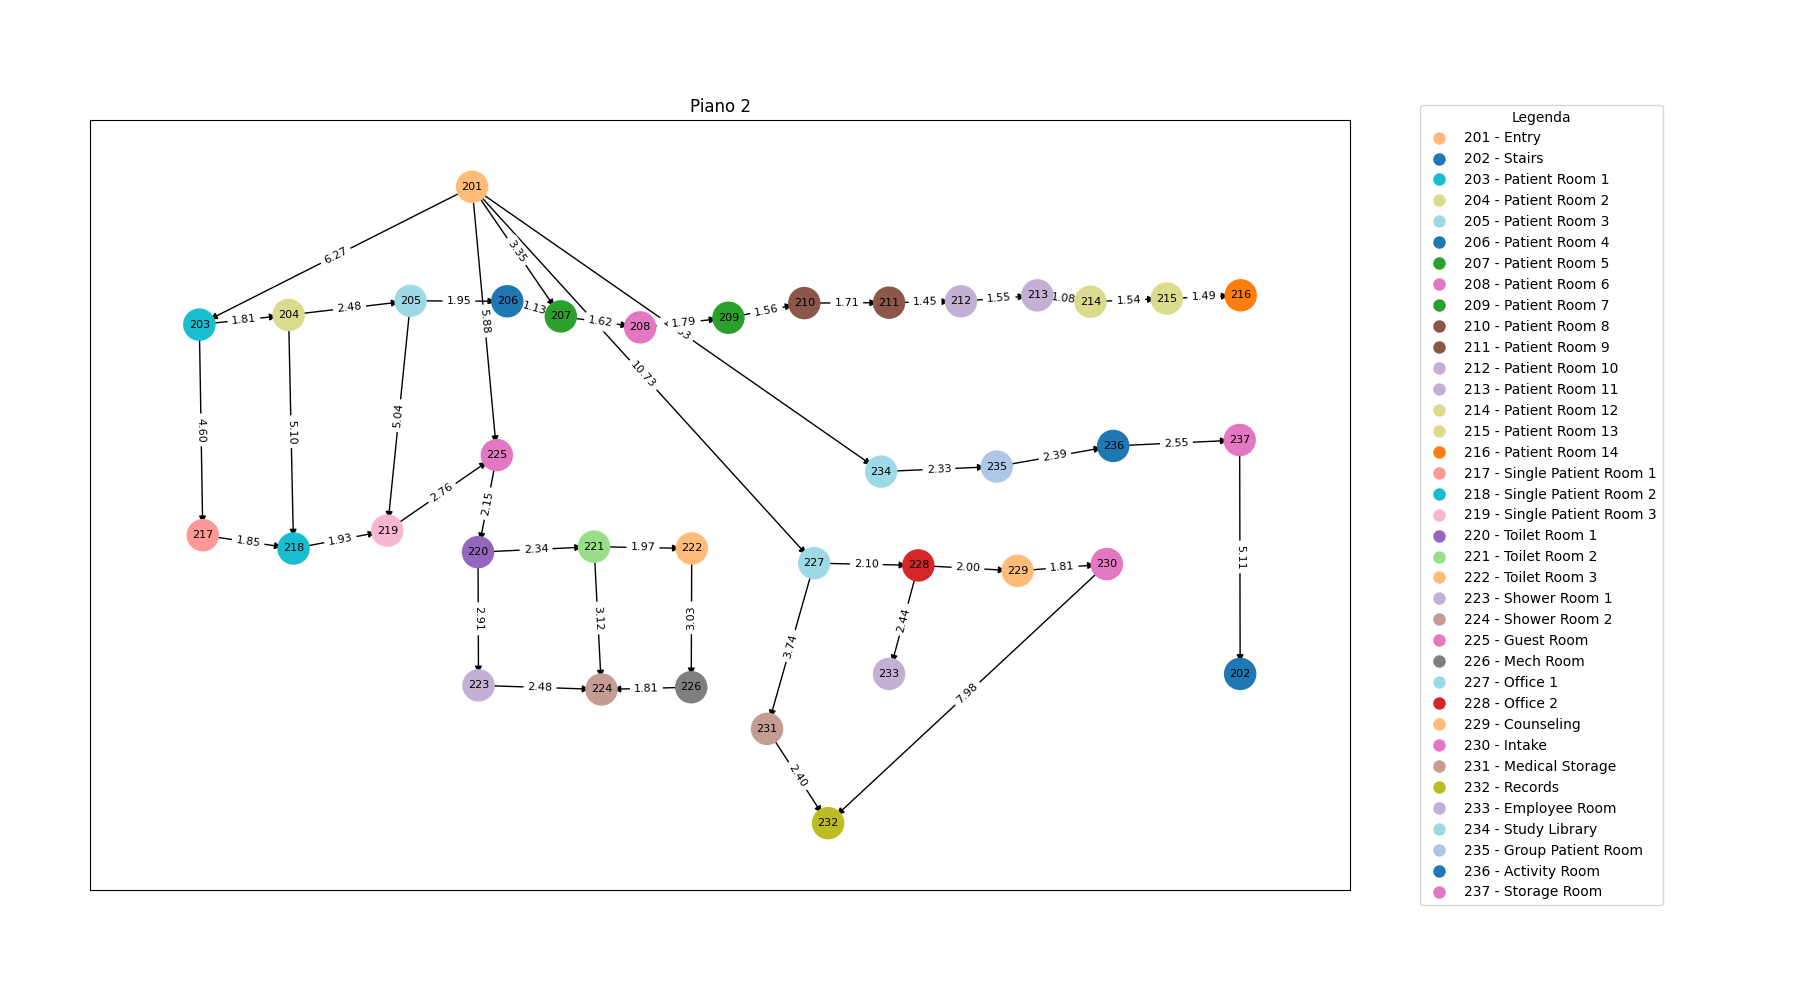 Piano 2
201
6.27
3.35
5.88
203
1.81
204
2.48
205
1.95
206
1.13
207
1.62
208
1.79
209
1.56
210
1.71
211
1.45
212
1.55
213
1.08
214
1.54
215
1.49
216
10.73
4.60
5.10
5.04
225
2.76
2.15
234
2.33
235
2.39
236
2.55
237
5.11
217
1.85
218
1.93
219
220
2.34
221
1.97
222
227
2.10
228
2.00
229
1.81
230
2.91
3.12
3.03
3.74
2.44
7.98
223
2.48
224
1.81
226
233
202
231
2.40
232
Legenda
201 - Entry
202 - Stairs
203 - Patient Room 1
204 - Patient Room 2
205 - Patient Room 3
206 - Patient Room 4
207 - Patient Room 5
208 - Patient Room 6
209 - Patient Room 7
210 - Patient Room 8
211 - Patient Room 9
212 - Patient Room 10
213 - Patient Room 11
214 - Patient Room 12
215 - Patient Room 13
216 - Patient Room 14
217 - Single Patient Room 1
218 - Single Patient Room 2
219 - Single Patient Room 3
220 - Toilet Room 1
221 - Toilet Room 2
222 - Toilet Room 3
223 - Shower Room 1
224 - Shower Room 2
225 - Guest Room
226 - Mech Room
227 - Office 1
228 - Office 2
229 - Counseling
230 - Intake
231 - Medical Storage
232 - Records
233 - Employee Room
234 - Study Library
235 - Group Patient Room
236 - Activity Room
237 - Storage Room